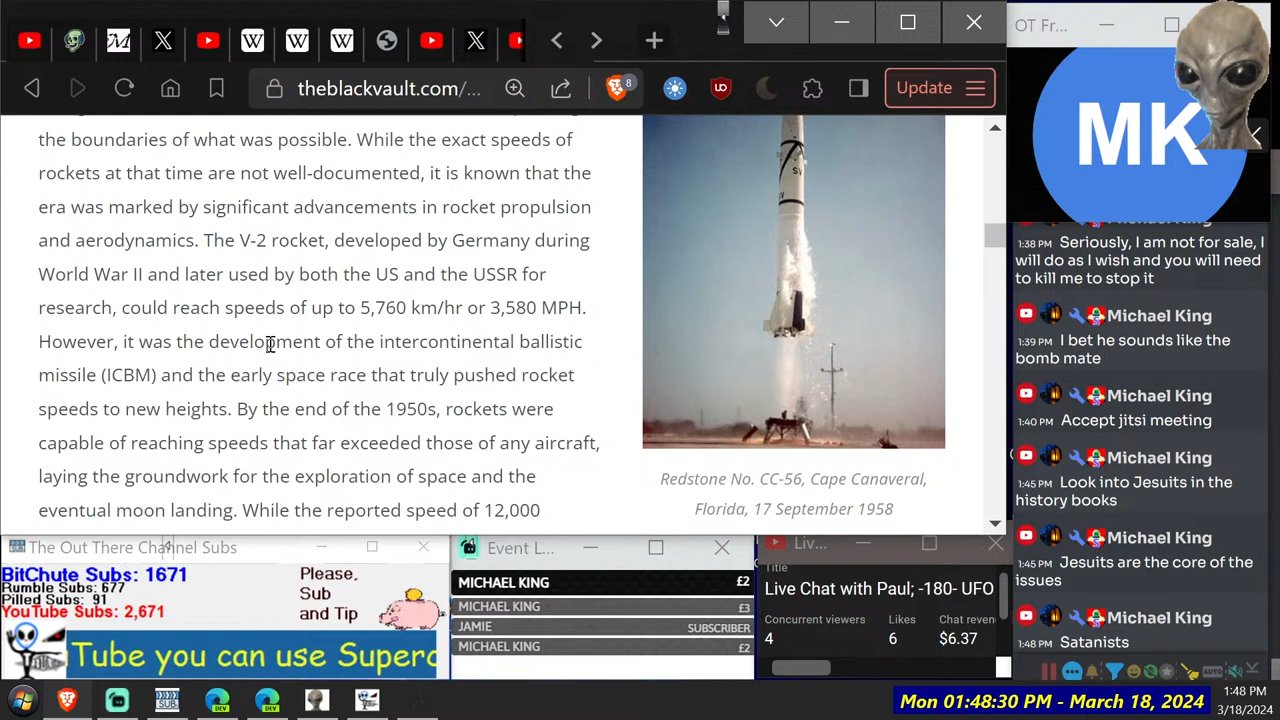 OT Fr...
8
theblackvault.com/...
Update
MK
the boundaries of what was possible. While the exact speeds of
rockets at that time are not well-documented, it is known that the
era was marked by significant advancements in rocket propulsion
and aerodynamics. The V-2 rocket, developed by Germany during
World War II and later used by both the US and the USSR for
research, could reach speeds of up to 5,760 km/hr or 3,580 MPH.
However, it was the development of the intercontinental ballistic
missile (ICBM) and the early space race that truly pushed rocket
speeds to new heights. By the end of the 1950s, rockets were
capable of reaching speeds that far exceeded those of any aircraft,
laying the groundwork for the exploration of space and the
eventual moon landing. While the reported speed of 12,000
Redstone No. CC-56, Cape Canaveral,
Florida, 17 September 1958
1:38 PM Seriously, I am not for sale, I
will do as I wish and you will need
to kill me to stop it
Michael King
1:39 PM I bet he sounds like the
bomb mate
Michael King
1:40 PM Accept jitsi meeting
Michael King
1:45 PM Look into Jesuits in the
history books
Michael King
1:45 PM Jesuits are the core of the
issues
Michael King
1:48 PM Satanists
AUTO
The Out There Channel Subs
BitChute Subs: 1671
Rumble Subs: 677
Pilled Subs: 91
YouTube Subs: 2,671
Please,
Sub
and Tip
Tube you can use Superc
Event L...
MICHAEL KING £2
MICHAEL KING £3
JAMIE SUBSCRIBER
MICHAEL KING £2
Liv...
Title
Live Chat with Paul; -180- UFO
Concurrent viewers Likes Chat reven
4 6 $6.37
SUB
DEV
DEV
Mon 01:48:30 PM - March 18, 2024
1:48 PM
3/18/2024